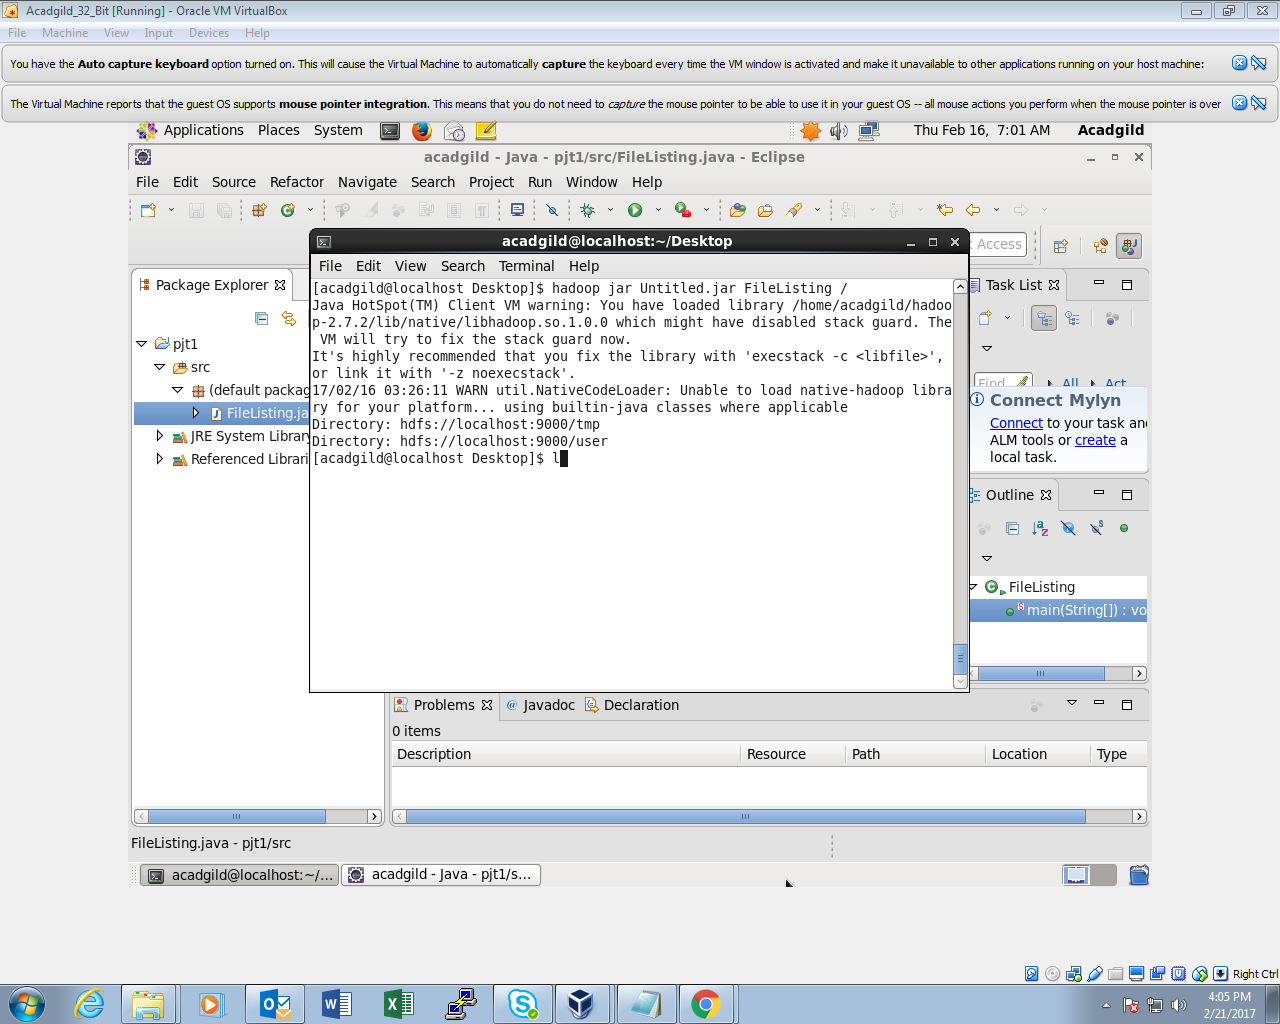 Acadgild_32_Bit [Running] - Oracle VM VirtualBox
File Machine View Input Devices Help
You have the Auto capture keyboard option turned on. This will cause the Virtual Machine to automatically capture the keyboard every time the VM window is activated and make it unavailable to other applications running on your host machine:
The Virtual Machine reports that the guest OS supports mouse pointer integration. This means that you do not need to capture the mouse pointer to be able to use it in your guest OS -- all mouse actions you perform when the mouse pointer is over
Applications Places System Thu Feb 16, 7:01 AM Acadgild
acadgild - Java - pjt1/src/FileListing.java - Eclipse
File Edit Source Refactor Navigate Search Project Run Window Help
Access
acadgild@localhost:~/Desktop
File Edit View Search Terminal Help
[acadgild@localhost Desktop]$ hadoop jar Untitled.jar FileListing /
Java HotSpot(TM) Client VM warning: You have loaded library /home/acadgild/hadoo
p-2.7.2/lib/native/libhadoop.so.1.0.0 which might have disabled stack guard. The
VM will try to fix the stack guard now.
It's highly recommended that you fix the library with 'execstack -c <libfile>',
or link it with '-z noexecstack'.
17/02/16 03:26:11 WARN util.NativeCodeLoader: Unable to load native-hadoop libra
ry for your platform... using builtin-java classes where applicable
Directory: hdfs://localhost:9000/tmp
Directory: hdfs://localhost:9000/user
[acadgild@localhost Desktop]$ l
Package Explorer
pjt1
src
(default packag
FileListing.ja
JRE System Library
Referenced Librari
Task List
Find All Act
Connect Mylyn
Connect to your task and
ALM tools or create a
local task.
Outline
FileListing
main(String[]) : vo
Problems Javadoc Declaration
0 items
Description Resource Path Location Type
FileListing.java - pjt1/src
acadgild@localhost:~/... acadgild - Java - pjt1/s...
Right Ctrl
4:05 PM
2/21/2017